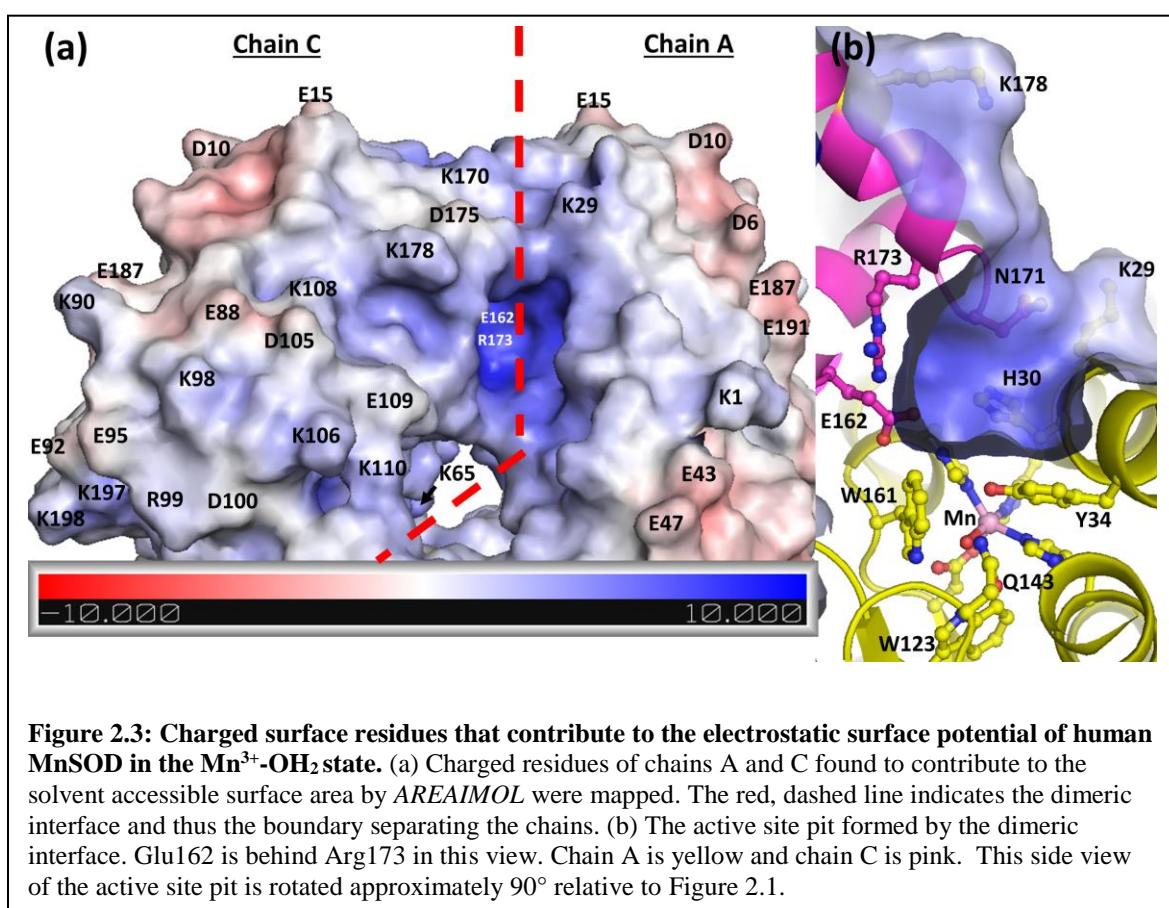 (a)
Chain C
Chain A
(b)
E15
E15
K178
D10
D10
K170
K29
D175
D6
K178
R173
N171
K29
E187
E187
K90
K108
E88
E162
E191
D105
R173
H30
K98
E109
K1
E162
E92
E95
K106
K110
K65
E43
W161
Mn
Y34
K197
R99
D100
E47
K198
Q143
−10.000
10.000
W123
Figure 2.3: Charged surface residues that contribute to the electrostatic surface potential of human
MnSOD in the Mn³⁺-OH₂ state. (a) Charged residues of chains A and C found to contribute to the
solvent accessible surface area by AREAIMOL were mapped. The red, dashed line indicates the dimeric
interface and thus the boundary separating the chains. (b) The active site pit formed by the dimeric
interface. Glu162 is behind Arg173 in this view. Chain A is yellow and chain C is pink. This side view
of the active site pit is rotated approximately 90° relative to Figure 2.1.